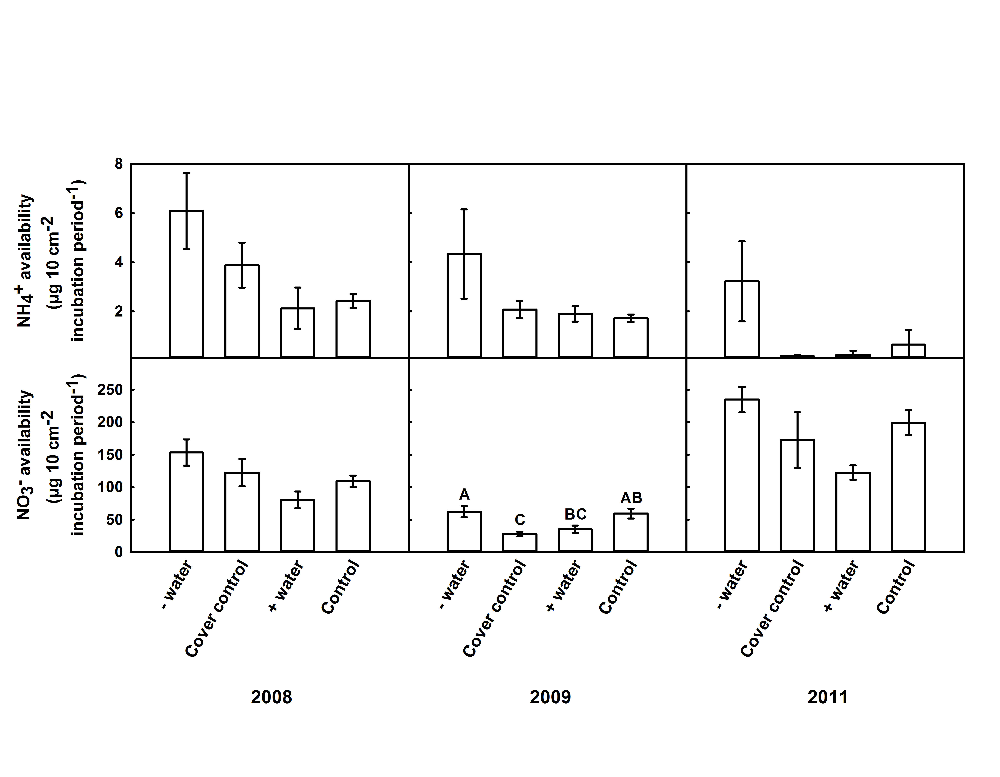 NH4+ availability
(µg 10 cm-2
incubation period-1)
8
6
4
2
NO3- availability
(µg 10 cm-2
incubation period-1)
250
200
150
100
50
0
A
C
BC
AB
- water
Cover control
+ water
Control
- water
Cover control
+ water
Control
- water
Cover control
+ water
Control
2008
2009
2011